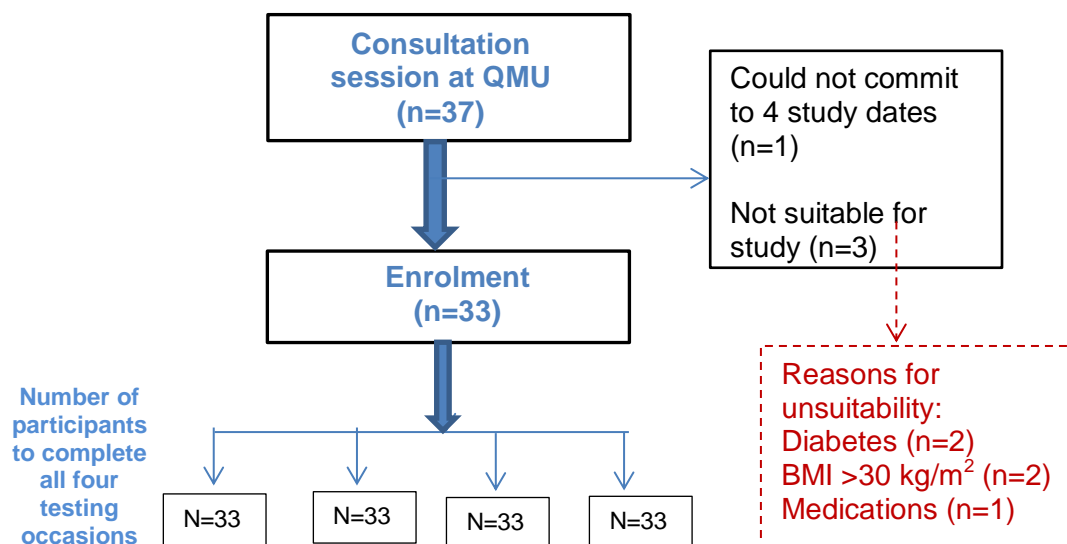 Consultation
session at QMU
(n=37)
Could not commit
to 4 study dates
(n=1)
Not suitable for
study (n=3)
Enrolment
(n=33)
Reasons for
unsuitability:
Diabetes (n=2)
BMI >30 kg/m² (n=2)
Medications (n=1)
Number of
participants
to complete
all four
testing
occasions
N=33
N=33
N=33
N=33